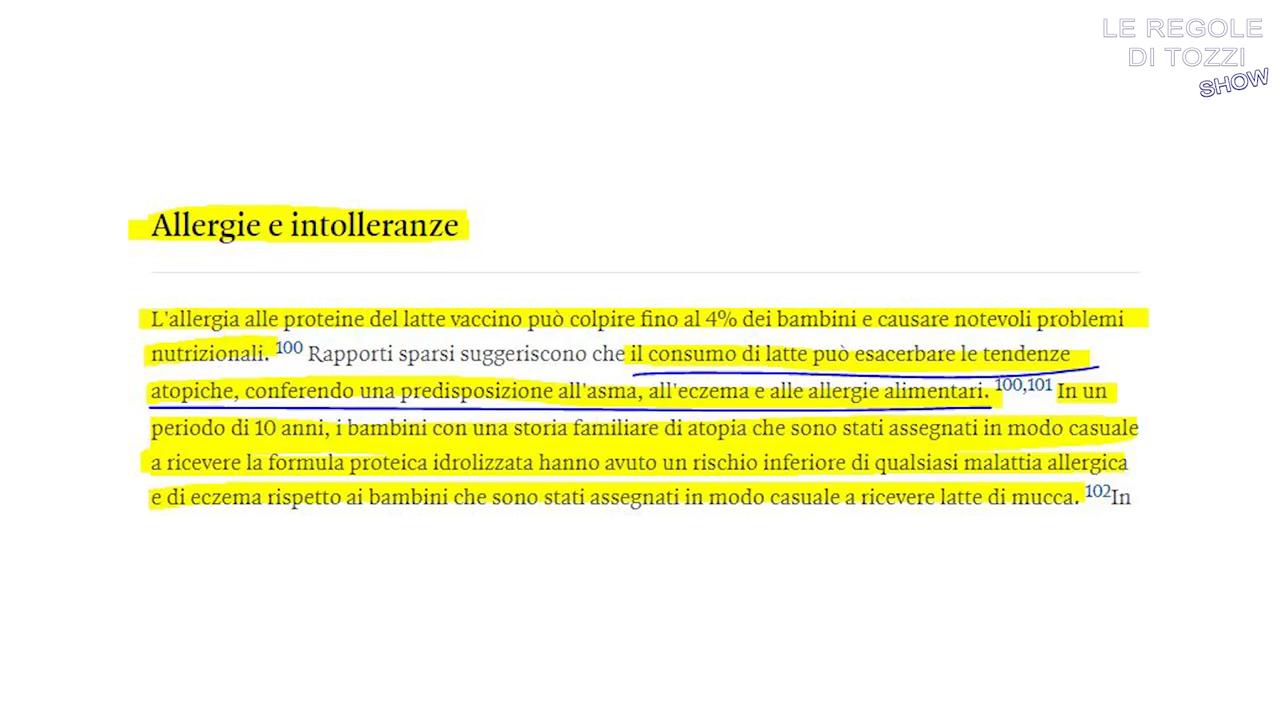 LE REGOLE
DI TOZZI
SHOW
Allergie e intolleranze
L'allergia alle proteine del latte vaccino può colpire fino al 4% dei bambini e causare notevoli problemi
nutrizionali. 100 Rapporti sparsi suggeriscono che il consumo di latte può esacerbare le tendenze
atopiche, conferendo una predisposizione all'asma, all'eczema e alle allergie alimentari. 100,101 In un
periodo di 10 anni, i bambini con una storia familiare di atopia che sono stati assegnati in modo casuale
a ricevere la formula proteica idrolizzata hanno avuto un rischio inferiore di qualsiasi malattia allergica
e di eczema rispetto ai bambini che sono stati assegnati in modo casuale a ricevere latte di mucca. 102In